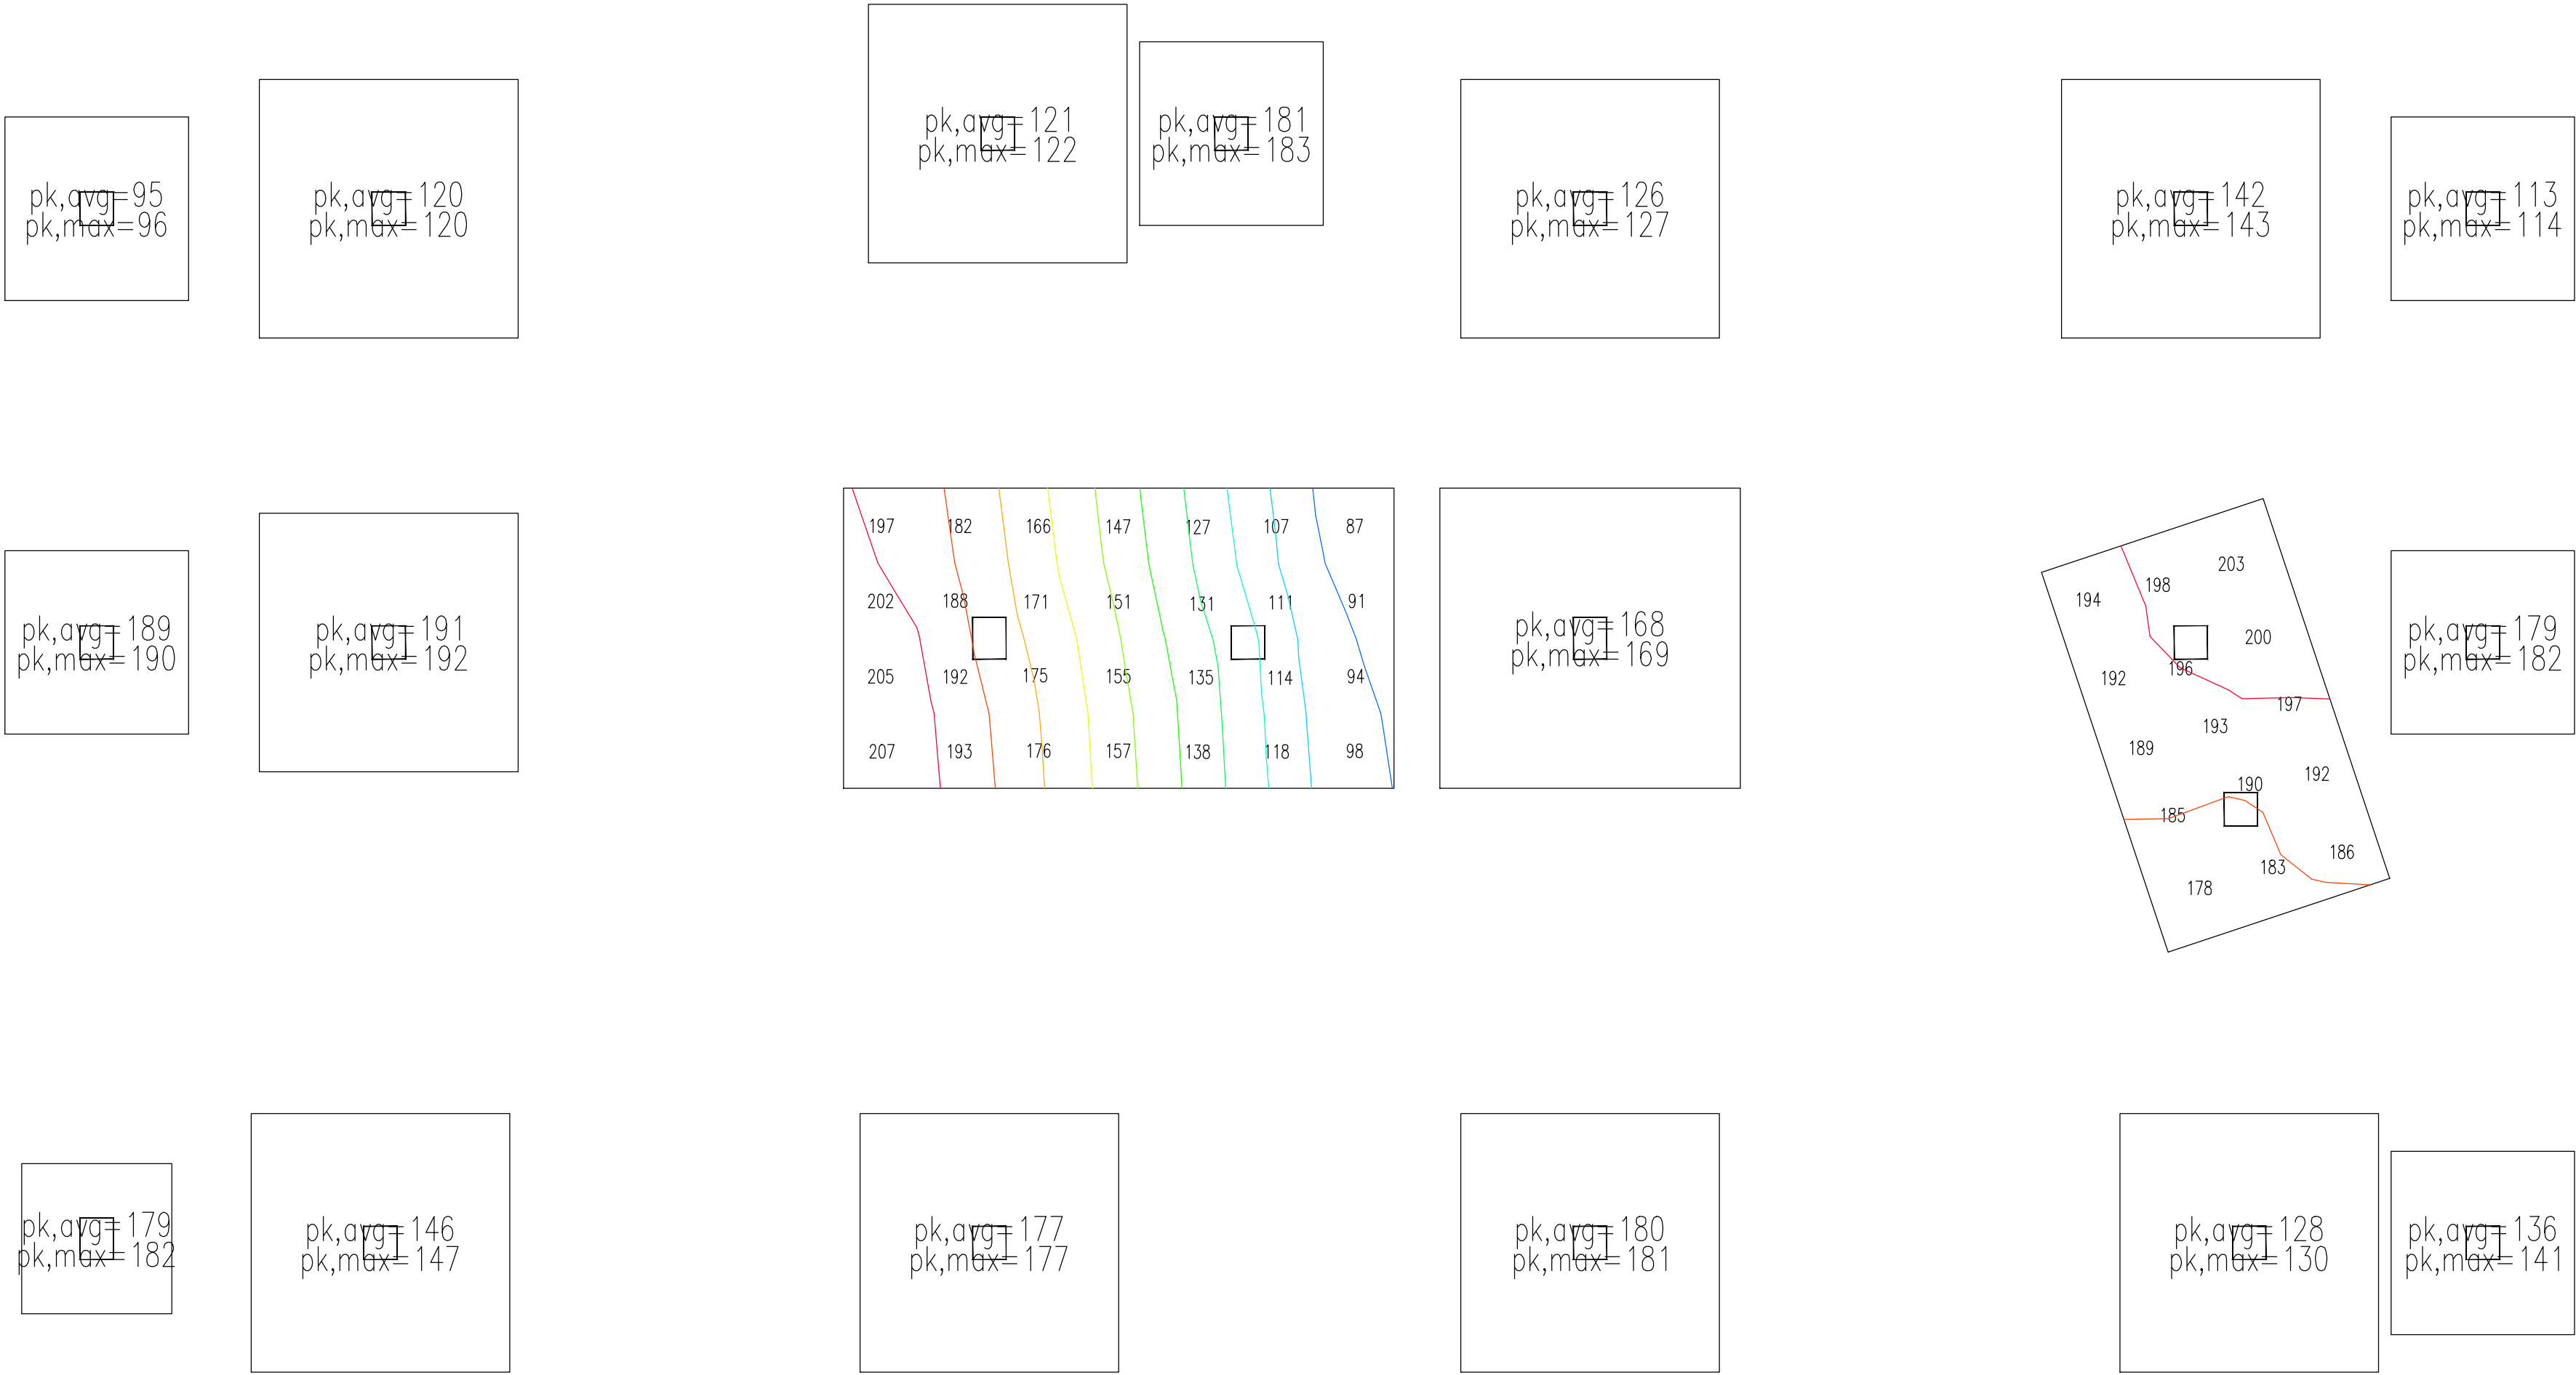 pk,avg=121
pk,max=122
pk,avg=181
pk,max=183
pk,avg=95
pk,max=96
pk,avg=120
pk,max=120
pk,avg=126
pk,max=127
pk,avg=142
pk,max=143
pk,avg=113
pk,max=114
pk,avg=189
pk,max=190
pk,avg=191
pk,max=192
197 182 166 147 127 107 87
202 188 171 151 131 111 91
205 192 175 155 135 114 94
207 193 176 157 138 118 98
pk,avg=168
pk,max=169
194 198 203
192 196 200
189 193 197
185 190 192
178 183 186
pk,avg=179
pk,max=182
pk,avg=179
pk,max=182
pk,avg=146
pk,max=147
pk,avg=177
pk,max=177
pk,avg=180
pk,max=181
pk,avg=128
pk,max=130
pk,avg=136
pk,max=141